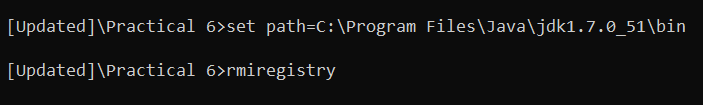 [Updated]\Practical 6>set path=C:\Program Files\Java\jdk1.7.0_51\bin
[Updated]\Practical 6>rmiregistry